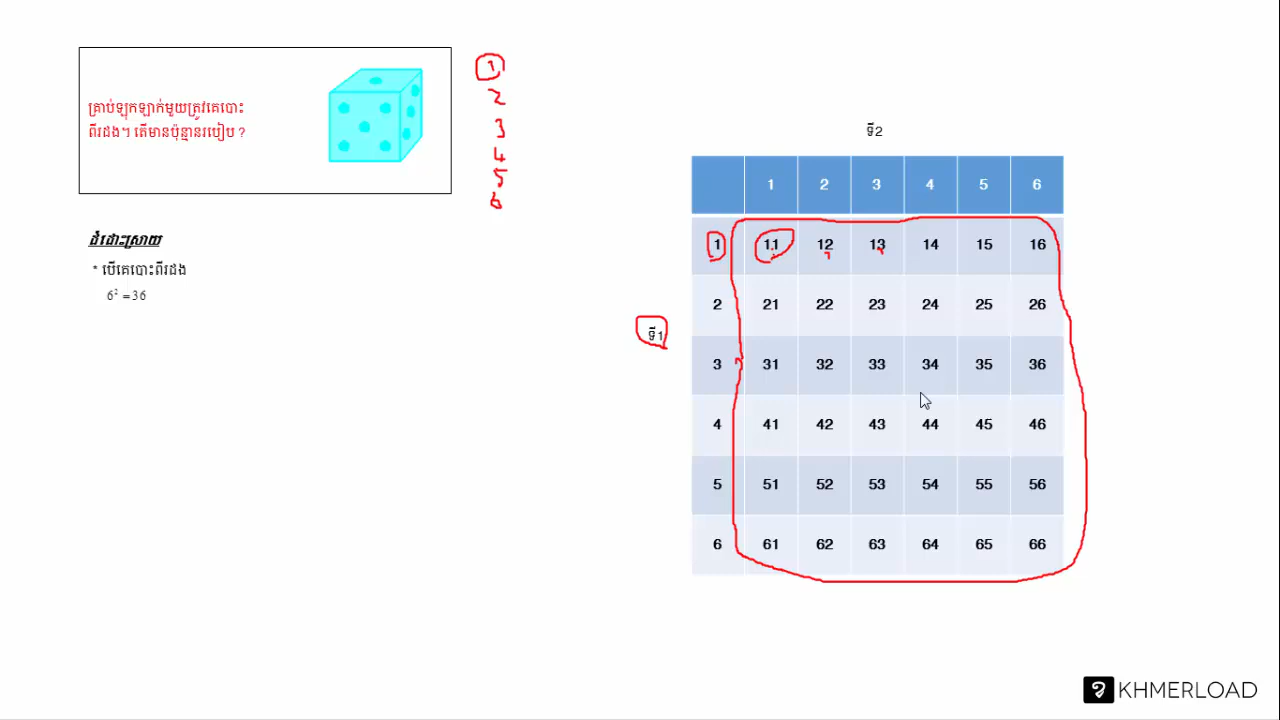 គ្រាប់ឡុកឡាក់មួយត្រូវគេបោះ
ពីរដង។ តើមានប៉ុន្មានរបៀប ?
1
2
3
4
5
6
ដំដោះស្រាយ
* បើគេបោះពីរដង
6² = 36
ទី2
1 2 3 4 5 6
1 11 12 13 14 15 16
2 21 22 23 24 25 26
ទី1
3 31 32 33 34 35 36
4 41 42 43 44 45 46
5 51 52 53 54 55 56
6 61 62 63 64 65 66
KHMERLOAD